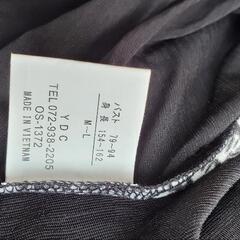 バスト 79~94
身長 154~162
M~L
YDC
TEL 072-938-2205
OS-1372
MADE IN VIETNAM